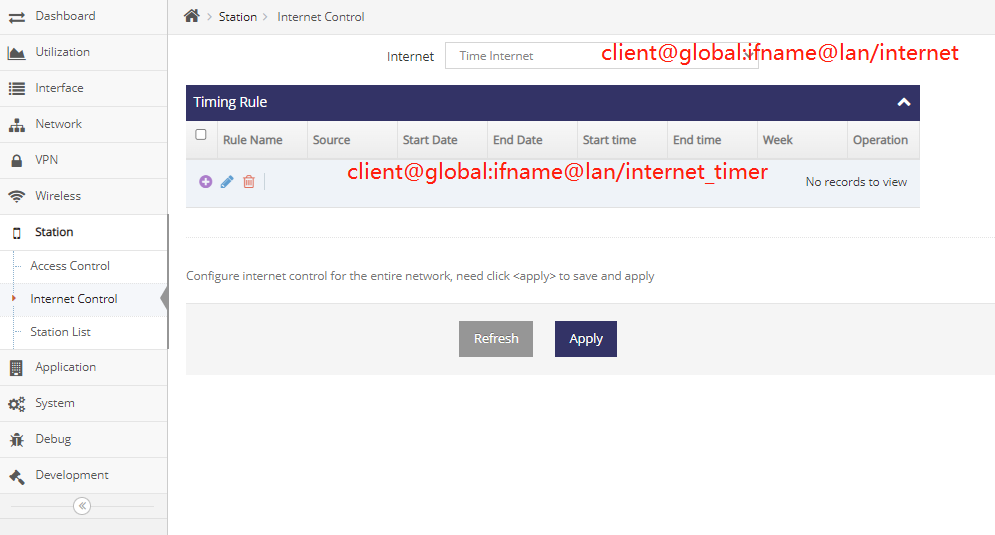 Dashboard
Utilization
Interface
Network
VPN
Wireless
Station
Access Control
Internet Control
Station List
Application
System
Debug
Development
Station Internet Control
Internet Time Internet client@global:ifname@lan/internet
Timing Rule
Rule Name Source Start Date End Date Start time End time Week Operation
client@global:ifname@lan/internet_timer No records to view
Configure internet control for the entire network, need click <apply> to save and apply
Refresh Apply